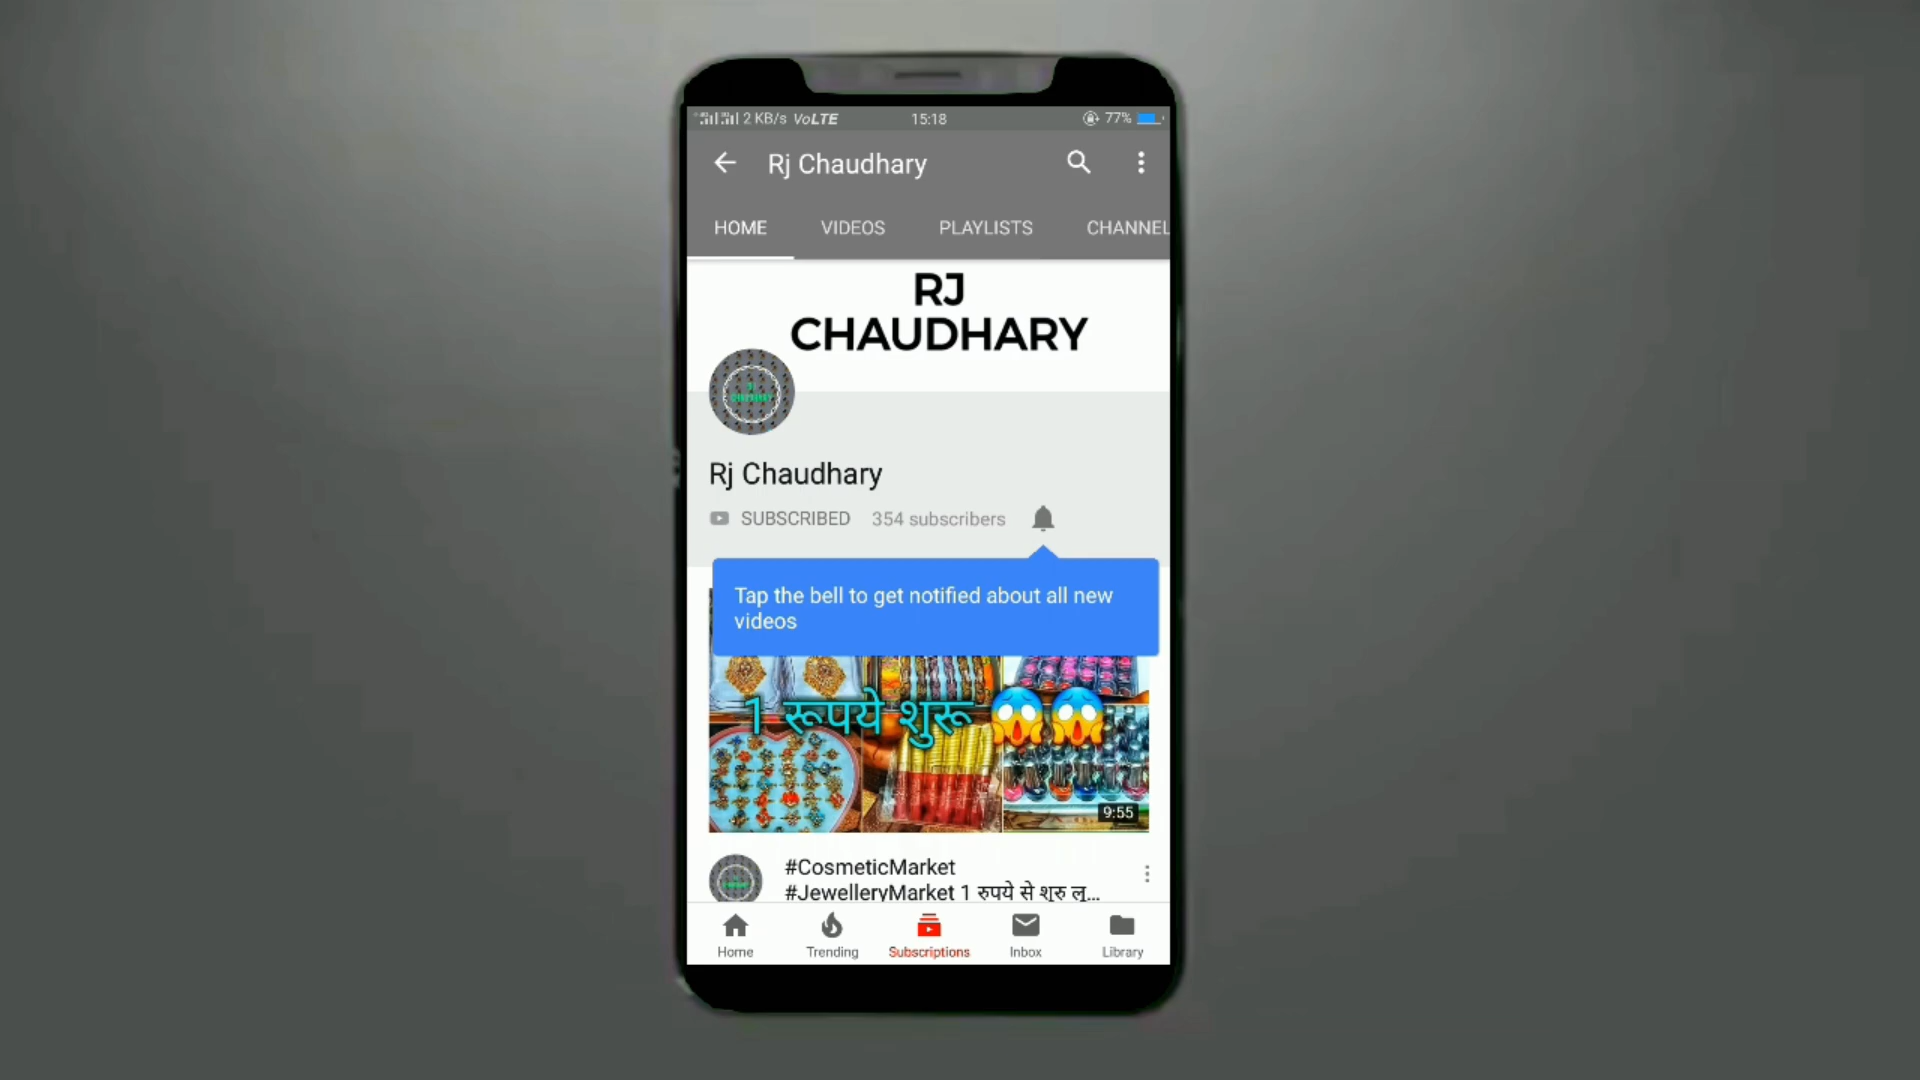 2 KB/s VoLTE 15:18 77%
Rj Chaudhary
HOME VIDEOS PLAYLISTS CHANNEL
RJ
CHAUDHARY
Rj Chaudhary
SUBSCRIBED 354 subscribers
Tap the bell to get notified about all new
videos
1 रूपये शुरू
9:55
#CosmeticMarket
#JewelleryMarket 1 रुपये से शुरु लू...
Home Trending Subscriptions Inbox Library